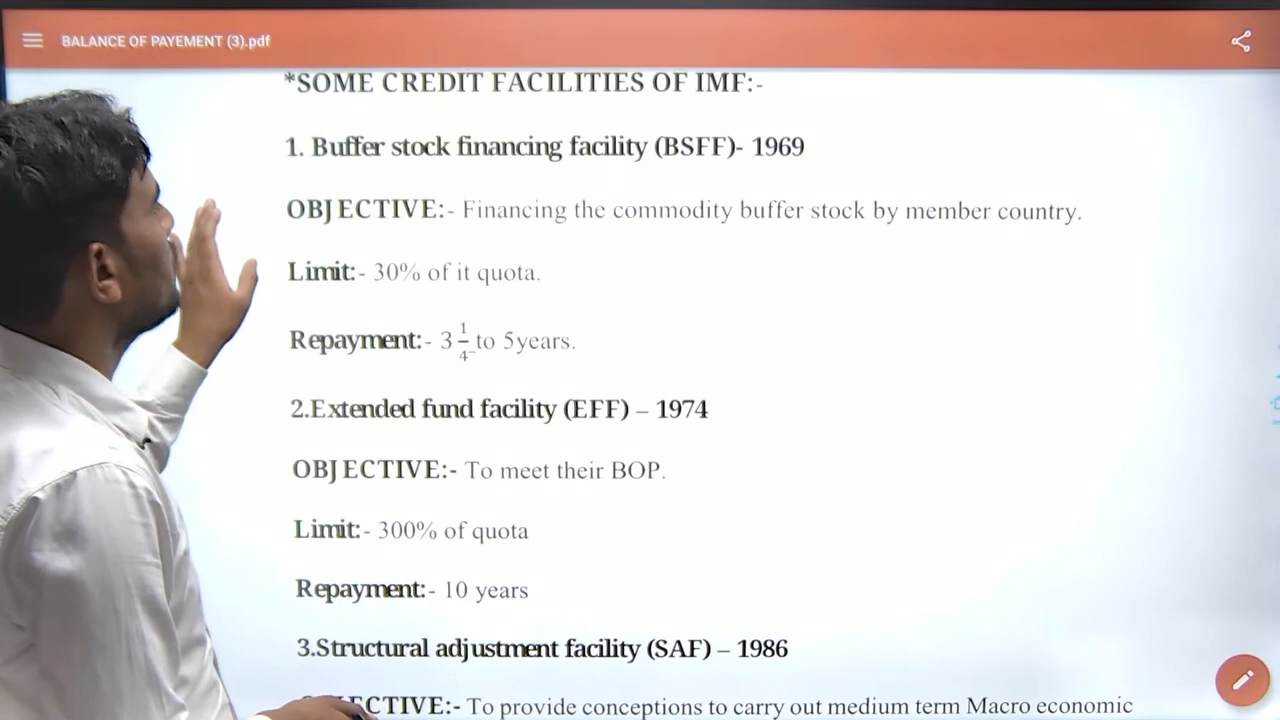 BALANCE OF PAYEMENT (3).pdf
*SOME CREDIT FACILITIES OF IMF:-
1. Buffer stock financing facility (BSFF)- 1969
OBJECTIVE:- Financing the commodity buffer stock by member country.
Limit:- 30% of it quota.
Repayment:- 3 1/4 to 5years.
2.Extended fund facility (EFF) – 1974
OBJECTIVE:- To meet their BOP.
Limit:- 300% of quota
Repayment:- 10 years
3.Structural adjustment facility (SAF) – 1986
To provide conceptions to carry out medium term Macro economic